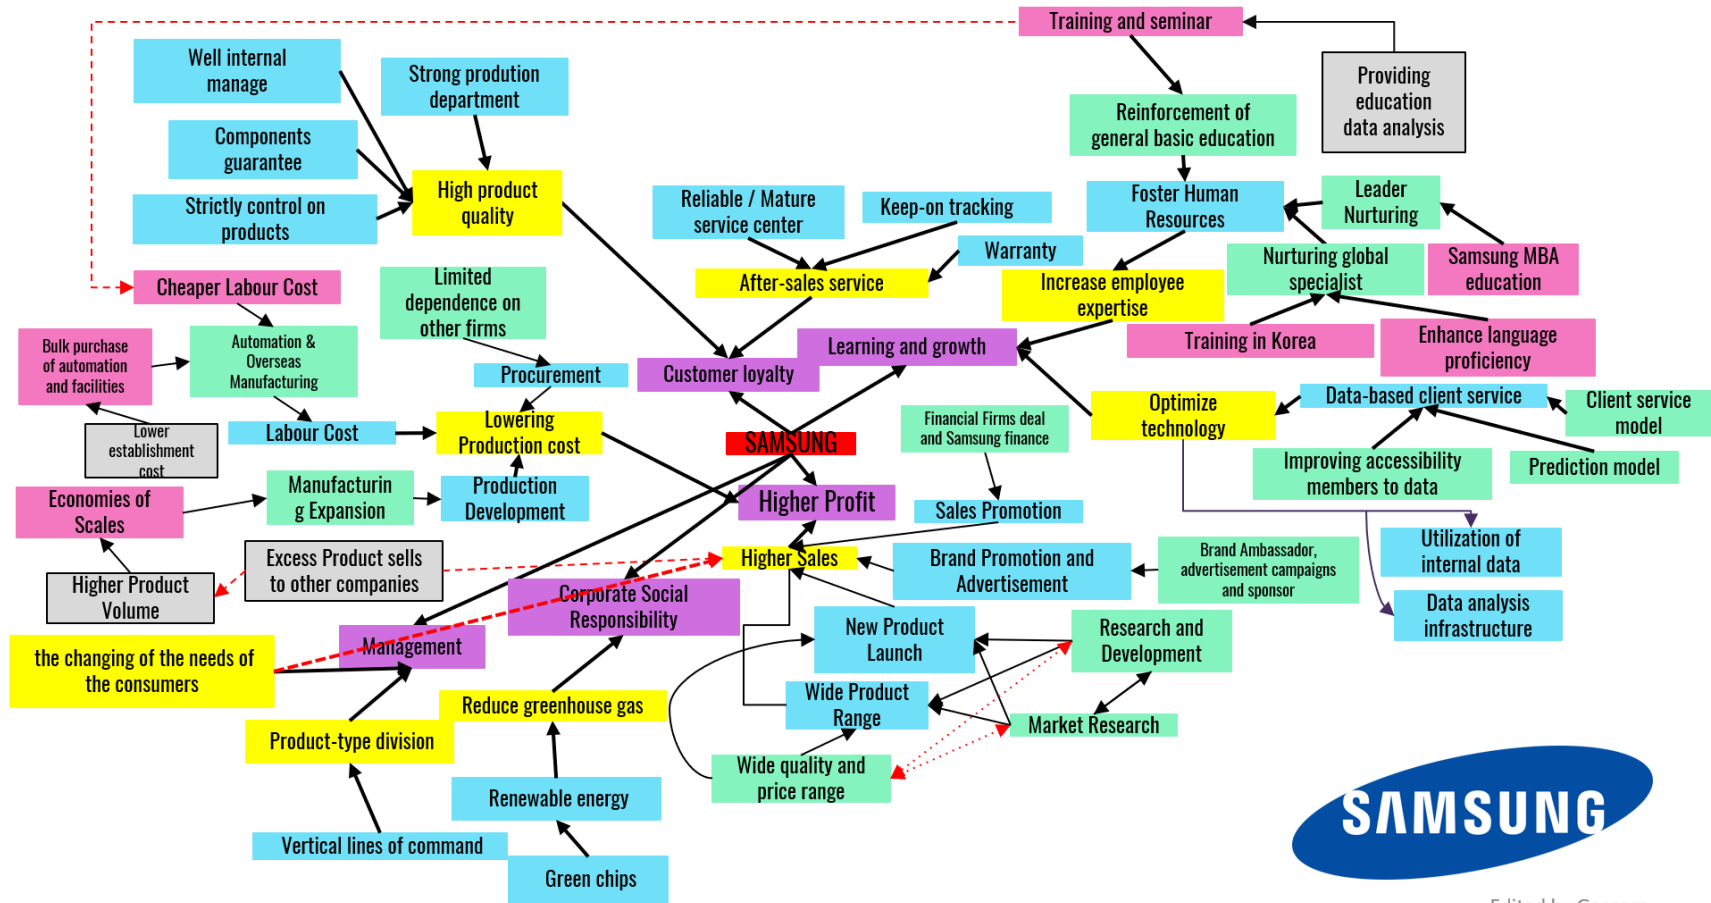 Training and seminar
Well internal
manage
Strong prodution
department
Providing
education
data analysis
Reinforcement of
general basic education
Components
guarantee
High product
quality
Strictly control on
products
Reliable / Mature
service center
Keep-on tracking
Warranty
Foster Human
Resources
Leader
Nurturing
Nurturing global
specialist
Samsung MBA
education
After-sales service
Increase employee
expertise
Cheaper Labour Cost
Limited
dependence on
other firms
Training in Korea
Enhance language
proficiency
Bulk purchase
of automation
and facilities
Automation &
Overseas
Manufacturing
Procurement
Customer loyalty
Learning and growth
Data-based client service
Client service
model
Optimize
technology
Lower
establishment
cost
Labour Cost
Lowering
Production cost
SAMSUNG
Financial Firms deal
and Samsung finance
Improving accessibility
members to data
Prediction model
Economies of
Scales
Manufacturin
g Expansion
Production
Development
Higher Profit
Sales Promotion
Utilization of
internal data
Higher Product
Volume
Excess Product sells
to other companies
Higher Sales
Brand Promotion and
Advertisement
Brand Ambassador,
advertisement campaigns
and sponsor
Corporate Social
Responsibility
Data analysis
infrastructure
the changing of the needs of
the consumers
Management
New Product
Launch
Research and
Development
Reduce greenhouse gas
Wide Product
Range
Market Research
Product-type division
Wide quality and
price range
Renewable energy
Vertical lines of command
Green chips
SAMSUNG